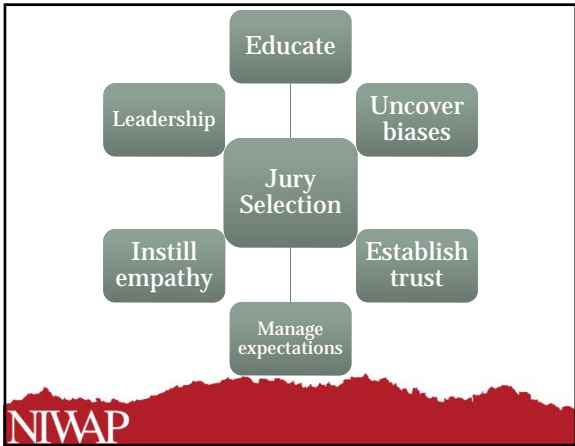 Educate
Leadership
Uncover
biases
Jury
Selection
Instill
empathy
Establish
trust
Manage
expectations
NIWAP